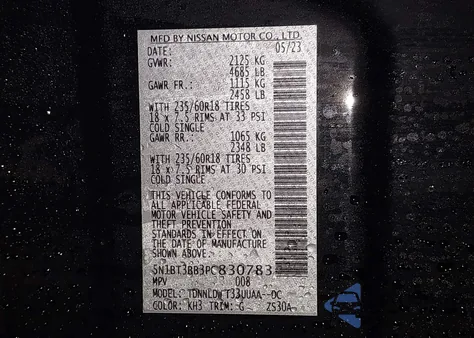 MFD BY NISSAN MOTOR CO., LTD.
DATE: 05/23
GVWR: 2125 KG
4685 LB
GAWR FR.: 1115 KG
2458 LB
WITH 235/60R18 TIRES
18 x 7.5 RIMS AT 33 PSI
COLD SINGLE
GAWR RR.: 1065 KG
2348 LB
WITH 235/60R18 TIRES
18 x 7.5 RIMS AT 30 PSI
COLD SINGLE
THIS VEHICLE CONFORMS TO
ALL APPLICABLE FEDERAL
MOTOR VEHICLE SAFETY AND
THEFT PREVENTION
STANDARDS IN EFFECT ON
THE DATE OF MANUFACTURE
SHOWN ABOVE.
5N1BT3BB3PC830783
MPV 008
MODEL: TDNNLDWT33UUAA--DC
COLOR: KH3 TRIM: G ZS30A